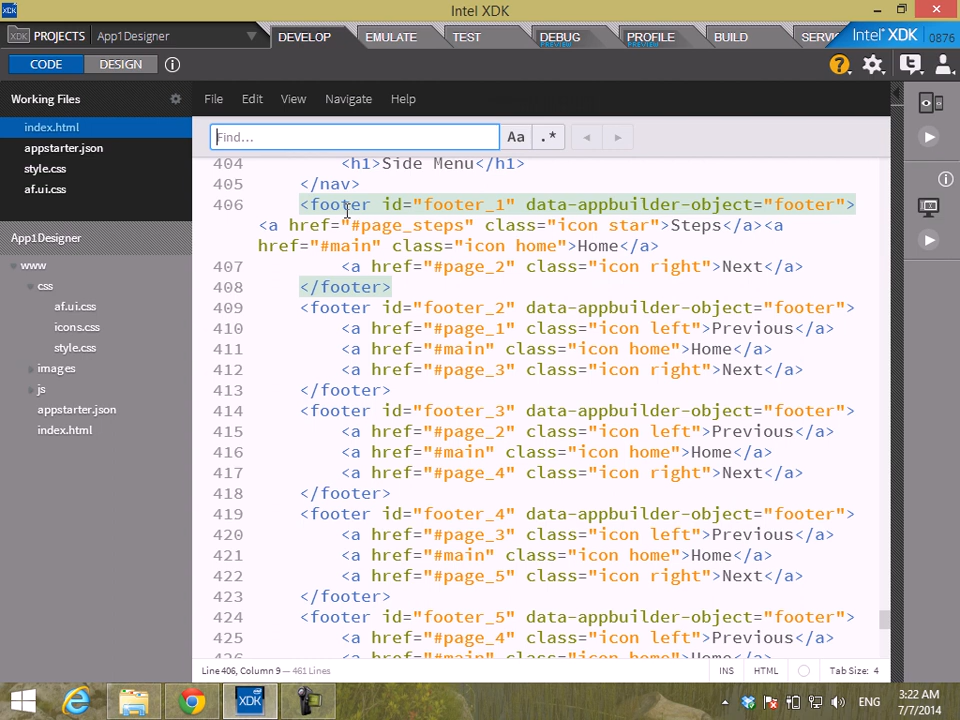 Intel XDK
PROJECTS App1Designer DEVELOP EMULATE TEST DEBUG PREVIEW PROFILE PREVIEW BUILD SERVI Intel® XDK 0876
CODE DESIGN
Working Files File Edit View Navigate Help
index.html Find... Aa .*
appstarter.json
style.css
af.ui.css
App1Designer
www
css
af.ui.css
icons.css
style.css
images
js
appstarter.json
index.html
404 <h1>Side Menu</h1>
405 </nav>
406 <footer id="footer_1" data-appbuilder-object="footer">
<a href="#page_steps" class="icon star">Steps</a><a
href="#main" class="icon home">Home</a>
407 <a href="#page_2" class="icon right">Next</a>
408 </footer>
409 <footer id="footer_2" data-appbuilder-object="footer">
410 <a href="#page_1" class="icon left">Previous</a>
411 <a href="#main" class="icon home">Home</a>
412 <a href="#page_3" class="icon right">Next</a>
413 </footer>
414 <footer id="footer_3" data-appbuilder-object="footer">
415 <a href="#page_2" class="icon left">Previous</a>
416 <a href="#main" class="icon home">Home</a>
417 <a href="#page_4" class="icon right">Next</a>
418 </footer>
419 <footer id="footer_4" data-appbuilder-object="footer">
420 <a href="#page_3" class="icon left">Previous</a>
421 <a href="#main" class="icon home">Home</a>
422 <a href="#page_5" class="icon right">Next</a>
423 </footer>
424 <footer id="footer_5" data-appbuilder-object="footer">
425 <a href="#page_4" class="icon left">Previous</a>
426 <a href="#main" class="icon home">Home</a>
Line 406, Column 9 — 461 Lines INS HTML Tab Size: 4
XDK ENG 3:22 AM
7/7/2014